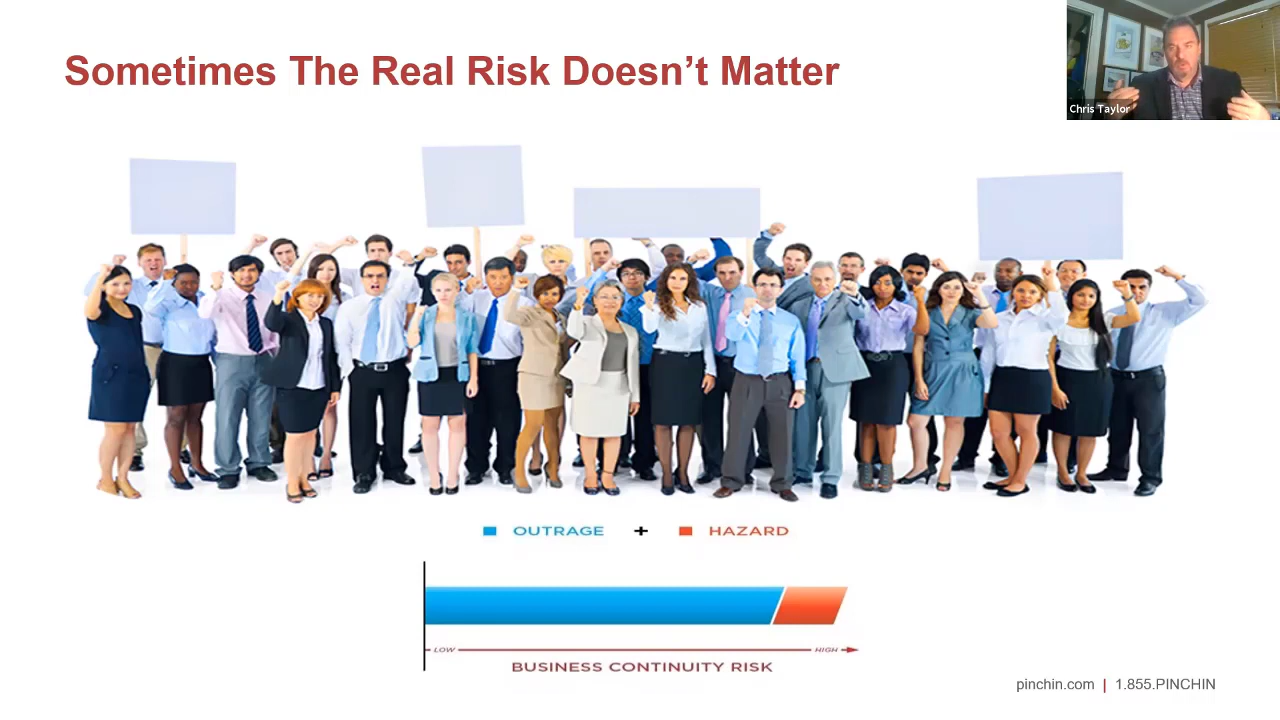 Sometimes The Real Risk Doesn't Matter
Chris Taylor
OUTRAGE + HAZARD
LOW HIGH
BUSINESS CONTINUITY RISK
pinchin.com | 1.855.PINCHIN